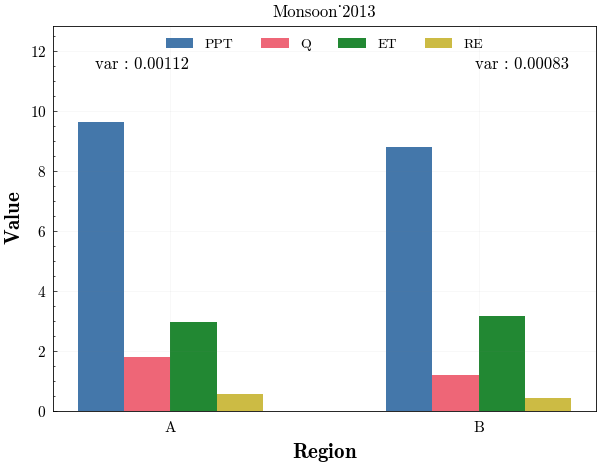 Monsoon˙2013
PPT Q ET RE
var : 0.00112
var : 0.00083
Value
12
10
8
6
4
2
0
A
B
Region